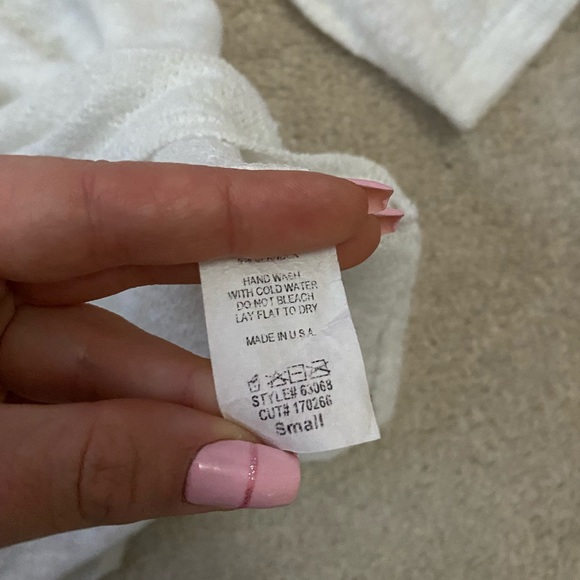 HAND WASH
WITH COLD WATER
DO NOT BLEACH
LAY FLAT TO DRY
MADE IN U.S.A.
STYLE# 63068
CUT# 170266
Small